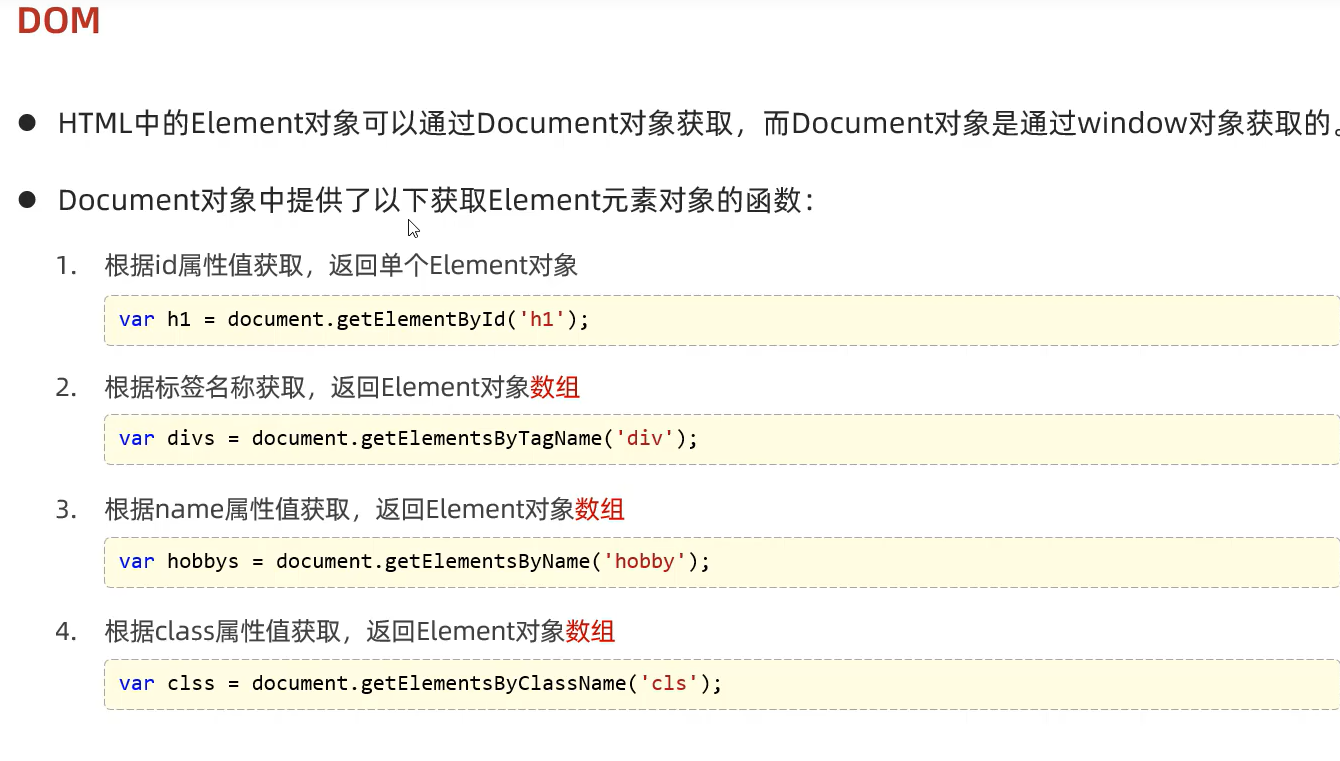 DOM
● HTML中的Element对象可以通过Document对象获取，而Document对象是通过window对象获取的。
● Document对象中提供了以下获取Element元素对象的函数：
1. 根据id属性值获取，返回单个Element对象
var h1 = document.getElementById('h1');
2. 根据标签名称获取，返回Element对象数组
var divs = document.getElementsByTagName('div');
3. 根据name属性值获取，返回Element对象数组
var hobbys = document.getElementsByName('hobby');
4. 根据class属性值获取，返回Element对象数组
var clss = document.getElementsByClassName('cls');